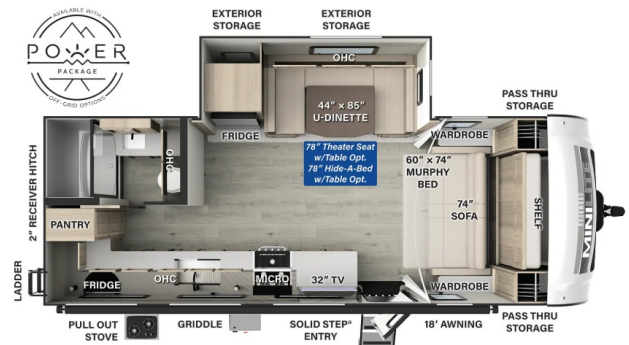 AVAILABLE WITH
POWER
PACKAGE
OFF-GRID OPTIONS
EXTERIOR
STORAGE
EXTERIOR
STORAGE
OHC
44" × 85"
U-DINETTE
FRIDGE
78" Theater Seat
w/Table Opt.
78" Hide-A-Bed
w/Table Opt.
PASS THRU
STORAGE
WARDROBE
60" × 74"
MURPHY
BED
74"
SOFA
SHELF
MINI
2" RECEIVER HITCH
OHC
PANTRY
LADDER
FRIDGE
OHC
MICRO
32" TV
WARDROBE
PULL OUT
STOVE
GRIDDLE
SOLID STEP®
ENTRY
18' AWNING
PASS THRU
STORAGE